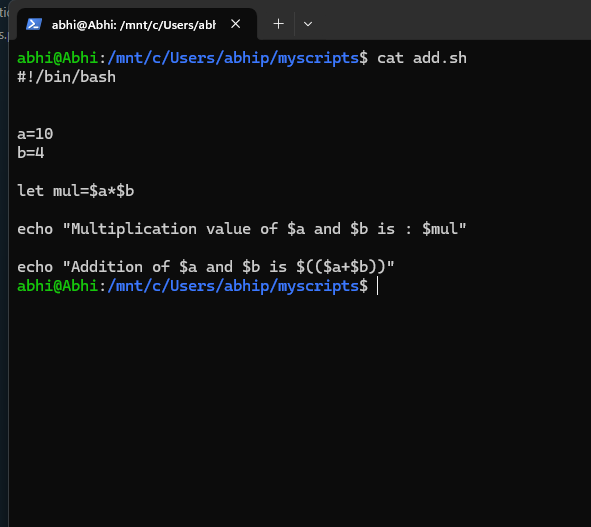 tio
s.p
abhi@Abhi: /mnt/c/Users/abh
abhi@Abhi:/mnt/c/Users/abhip/myscripts$ cat add.sh
#!/bin/bash
a=10
b=4
let mul=$a*$b
echo "Multiplication value of $a and $b is : $mul"
echo "Addition of $a and $b is $(($a+$b))"
abhi@Abhi:/mnt/c/Users/abhip/myscripts$